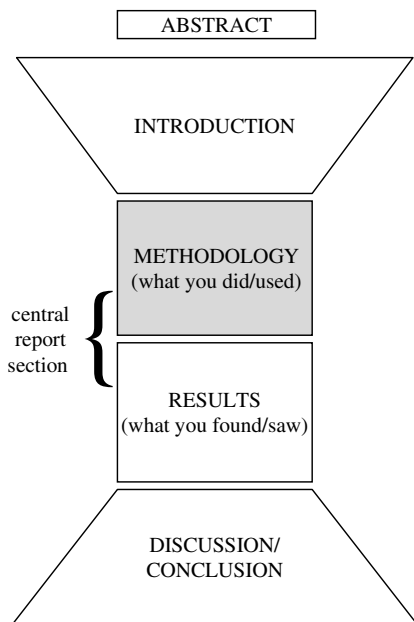 ABSTRACT
INTRODUCTION
METHODOLOGY
(what you did/used)
central
report
section
RESULTS
(what you found/saw)
DISCUSSION/
CONCLUSION